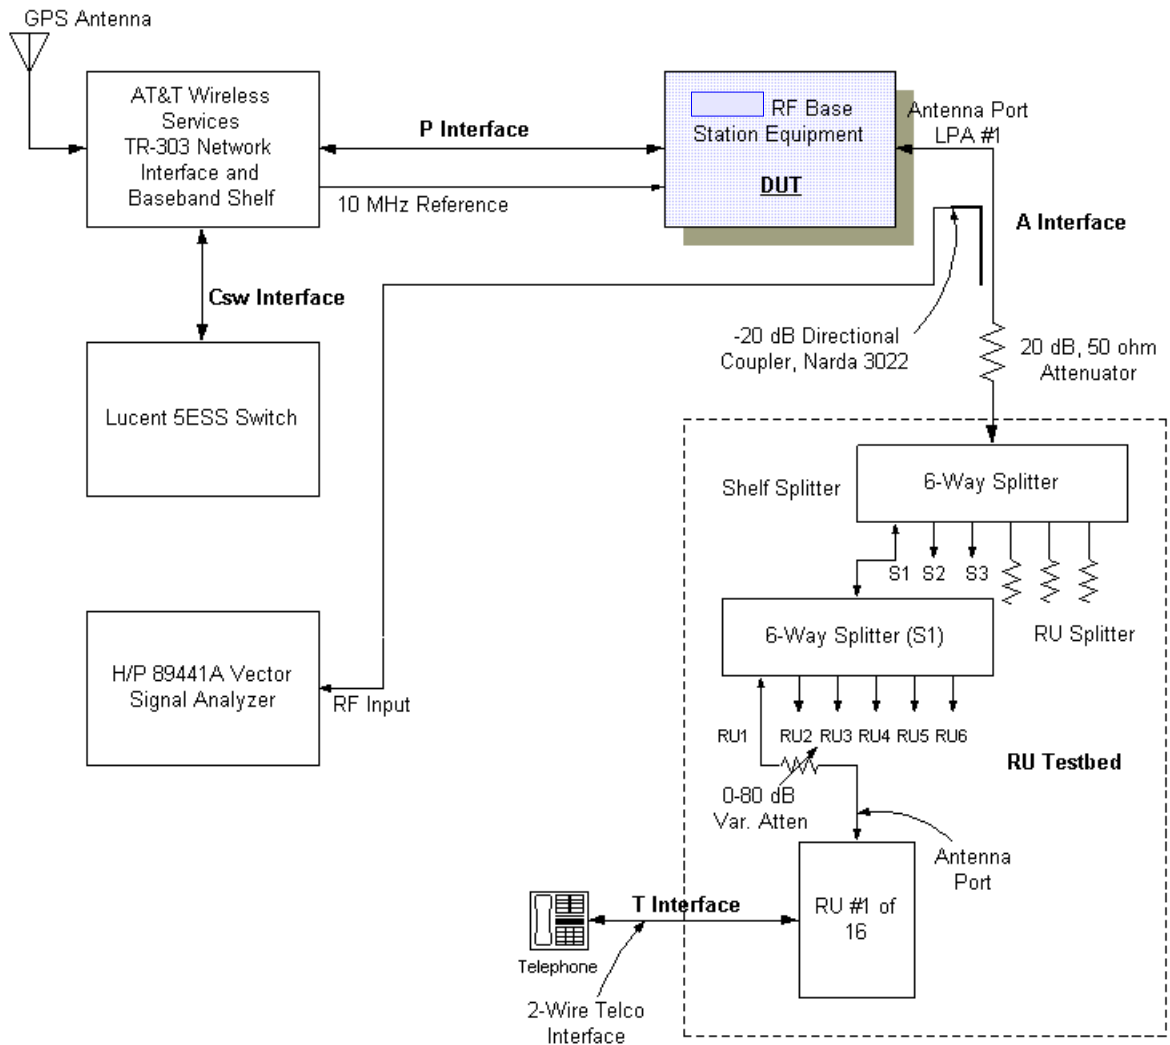 GPS Antenna
AT&T Wireless
Services
TR-303 Network
Interface and
Baseband Shelf
P Interface
10 MHz Reference
RF Base
Station Equipment
DUT
Antenna Port
LPA #1
A Interface
Csw Interface
-20 dB Directional
Coupler, Narda 3022
20 dB, 50 ohm
Attenuator
Lucent 5ESS Switch
Shelf Splitter
6-Way Splitter
S1
S2
S3
6-Way Splitter (S1)
RU Splitter
H/P 89441A Vector
Signal Analyzer
RF Input
RU1
RU2
RU3
RU4
RU5
RU6
RU Testbed
0-80 dB
Var. Atten
Antenna
Port
T Interface
RU #1 of
16
Telephone
2-Wire Telco
Interface